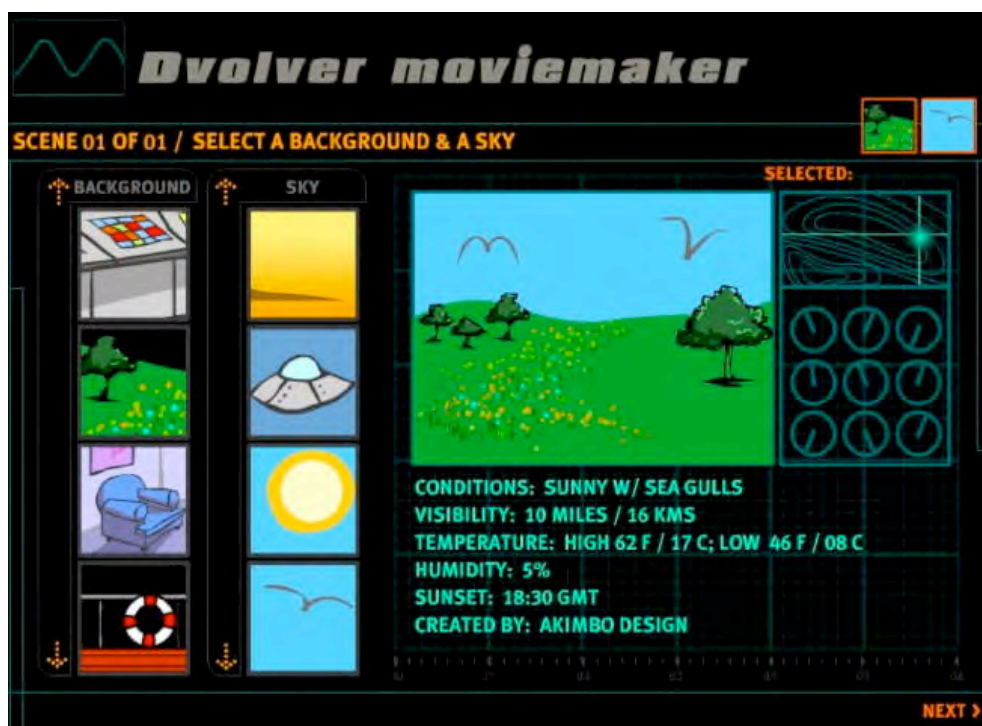 Dvolver moviemaker
SCENE 01 OF 01 / SELECT A BACKGROUND & A SKY
SELECTED:
BACKGROUND
SKY
CONDITIONS: SUNNY W/ SEA GULLS
VISIBILITY: 10 MILES / 16 KMS
TEMPERATURE: HIGH 62 F / 17 C; LOW 46 F / 08 C
HUMIDITY: 5%
SUNSET: 18:30 GMT
CREATED BY: AKIMBO DESIGN
NEXT >